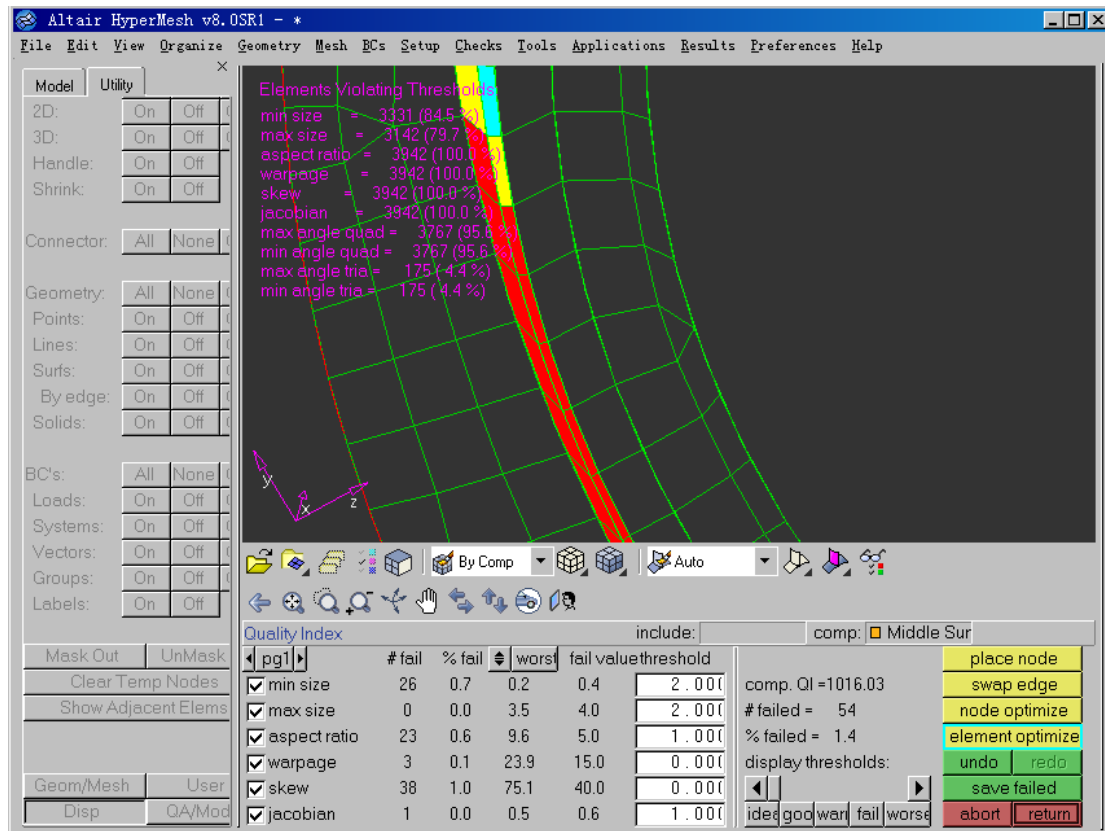 Altair HyperMesh v8.0SR1 - *
File Edit View Organize Geometry Mesh BCs Setup Checks Tools Applications Results Preferences Help
Model Utility
2D: On Off
3D: On Off
Handle: On Off
Shrink: On Off
Connector: All None
Geometry: All None
Points: On Off
Lines: On Off
Surfs: On Off
By edge: On Off
Solids: On Off
BC's: All None
Loads: On Off
Systems: On Off
Vectors: On Off
Groups: On Off
Labels: On Off
Mask Out UnMask
Clear Temp Nodes
Show Adjacent Elems
Geom/Mesh User
Disp QA/Mod
Elements Violating Thresholds
min size = 3331 (84.5 %)
max size = 3142 (79.7 %)
aspect ratio = 3942 (100.0 %)
warpage = 3942 (100.0 %)
skew = 3942 (100.0 %)
jacobian = 3942 (100.0 %)
max angle quad = 3767 (95.6 %)
min angle quad = 3767 (95.6 %)
max angle tria = 175 ( 4.4 %)
min angle tria = 175 ( 4.4 %)
y
x
z
By Comp Auto
Quality Index include: comp: Middle Sur
pg1 # fail % fail worst fail value threshold
min size 26 0.7 0.2 0.4 2.000
max size 0 0.0 3.5 4.0 2.000
aspect ratio 23 0.6 9.6 5.0 1.000
warpage 3 0.1 23.9 15.0 0.000
skew 38 1.0 75.1 40.0 0.000
jacobian 1 0.0 0.5 0.6 1.000
comp. QI =1016.03
# failed = 54
% failed = 1.4
display thresholds:
idea goo warn fail worse
place node
swap edge
node optimize
element optimize
undo redo
save failed
abort return